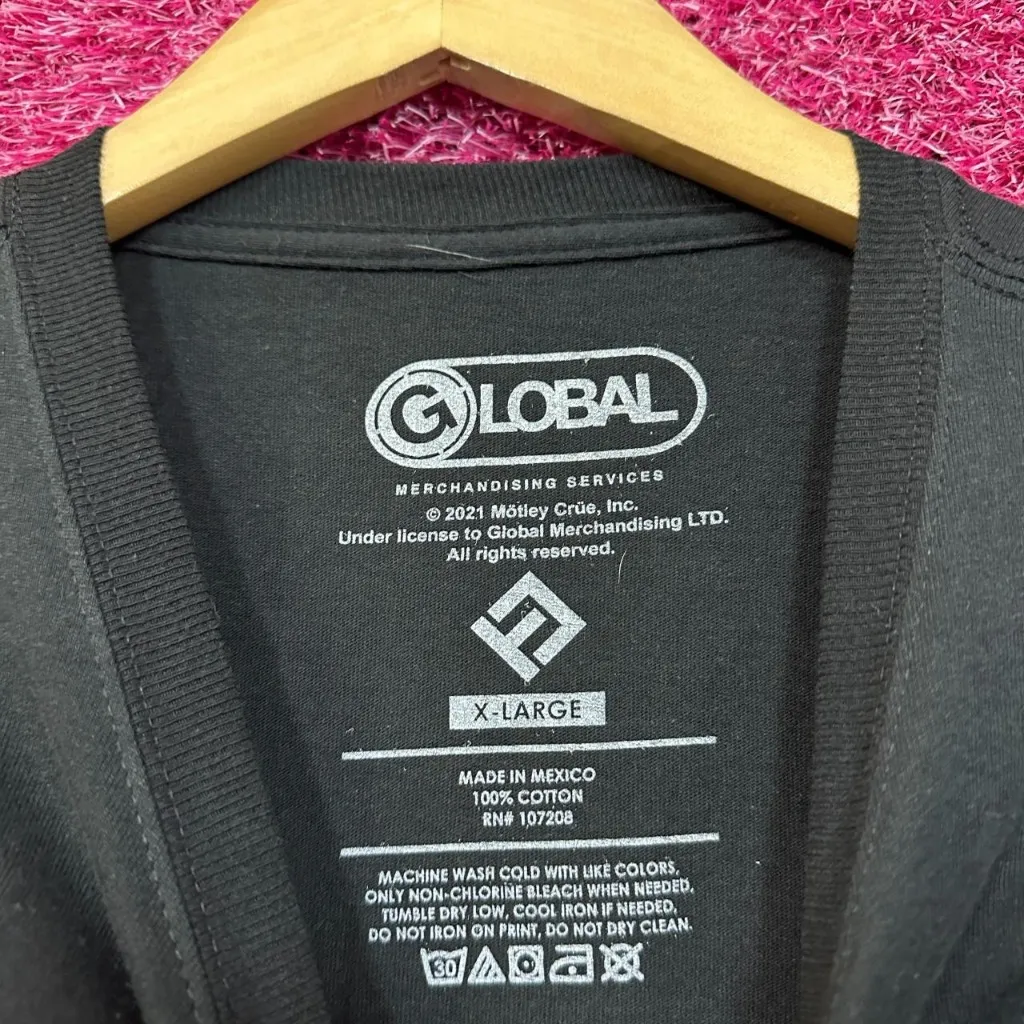 GLOBAL
MERCHANDISING SERVICES
© 2021 Mötley Crüe, Inc.
Under license to Global Merchandising LTD.
All rights reserved.
X-LARGE
MADE IN MEXICO
100% COTTON
RN# 107208
MACHINE WASH COLD WITH LIKE COLORS,
ONLY NON-CHLORINE BLEACH WHEN NEEDED,
TUMBLE DRY LOW, COOL IRON IF NEEDED,
DO NOT IRON ON PRINT, DO NOT DRY CLEAN.
30